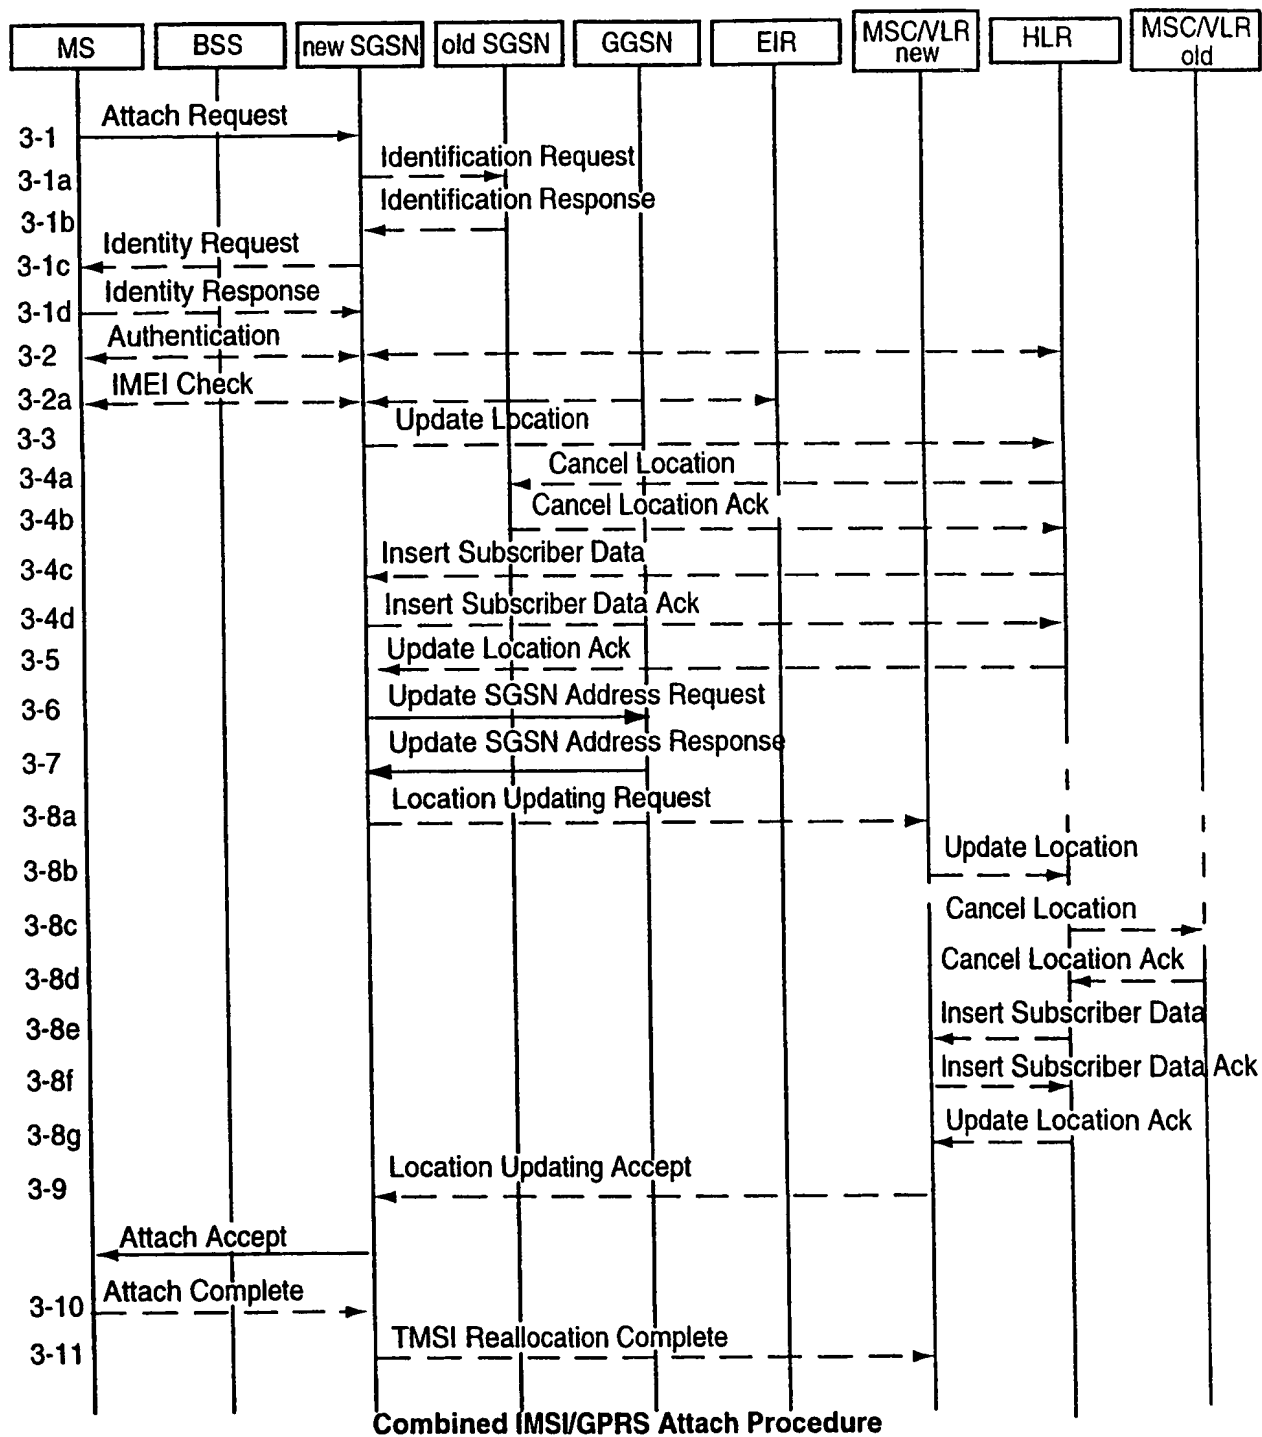 MS
BSS
new SGSN
old SGSN
GGSN
EIR
MSC/VLR
new
HLR
MSC/VLR
old
Attach Request
3-1
Identification Request
3-1a
Identification Response
3-1b
Identity Request
3-1c
Identity Response
3-1d
Authentication
3-2
IMEI Check
3-2a
Update Location
3-3
Cancel Location
3-4a
Cancel Location Ack
3-4b
Insert Subscriber Data
3-4c
Insert Subscriber Data Ack
3-4d
Update Location Ack
3-5
Update SGSN Address Request
3-6
Update SGSN Address Response
3-7
Location Updating Request
3-8a
Update Location
3-8b
Cancel Location
3-8c
Cancel Location Ack
3-8d
Insert Subscriber Data
3-8e
Insert Subscriber Data Ack
3-8f
Update Location Ack
3-8g
Location Updating Accept
3-9
Attach Accept
Attach Complete
3-10
TMSI Reallocation Complete
3-11
Combined IMSI/GPRS Attach Procedure